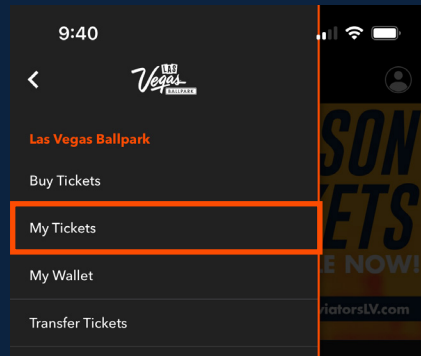 9:40
LAS
Vegas
BALLPARK
Las Vegas Ballpark
Buy Tickets
My Tickets
My Wallet
Transfer Tickets
SON
ETS
E NOW!
iatorsLV.com